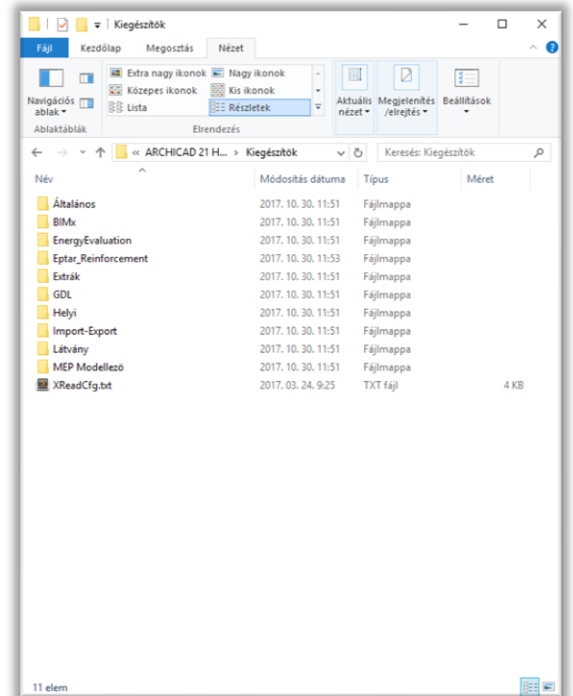 Kiegészítők
Fájl Kezdőlap Megosztás Nézet
Navigációs ablak
Extra nagy ikonok Nagy ikonok
Közepes ikonok Kis ikonok
Lista Részletek
Aktuális nézet
Megjelenítés /elrejtés
Beállítások
Ablaktáblák Elrendezés
« ARCHICAD 21 H... › Kiegészítők Keresés: Kiegészítők
Név Módosítás dátuma Típus Méret
Általános 2017. 10. 30. 11:51 Fájlmappa
BIMx 2017. 10. 30. 11:51 Fájlmappa
EnergyEvaluation 2017. 10. 30. 11:51 Fájlmappa
Eptar_Reinforcement 2017. 10. 30. 11:53 Fájlmappa
Extrák 2017. 10. 30. 11:51 Fájlmappa
GDL 2017. 10. 30. 11:51 Fájlmappa
Helyi 2017. 10. 30. 11:51 Fájlmappa
Import-Export 2017. 10. 30. 11:51 Fájlmappa
Látvány 2017. 10. 30. 11:51 Fájlmappa
MEP Modellező 2017. 10. 30. 11:51 Fájlmappa
XReadCfg.txt 2017. 03. 24. 9:25 TXT fájl 4 KB
11 elem